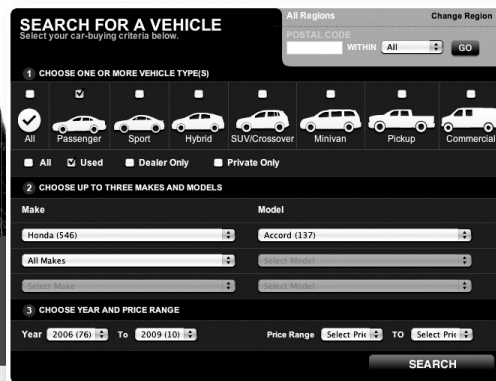 All Regions
Change Region
SEARCH FOR A VEHICLE
Select your car-buying criteria below.
POSTAL CODE
WITHIN All GO
1 CHOOSE ONE OR MORE VEHICLE TYPE(S)
All Passenger Sport Hybrid SUV/Crossover Minivan Pickup Commercial
All Used Dealer Only Private Only
2 CHOOSE UP TO THREE MAKES AND MODELS
Make Model
Honda (546) Accord (137)
All Makes Select Model
Select Make Select Model
3 CHOOSE YEAR AND PRICE RANGE
Year 2006 (76) To 2009 (10) Price Range Select Pric TO Select Pric
SEARCH